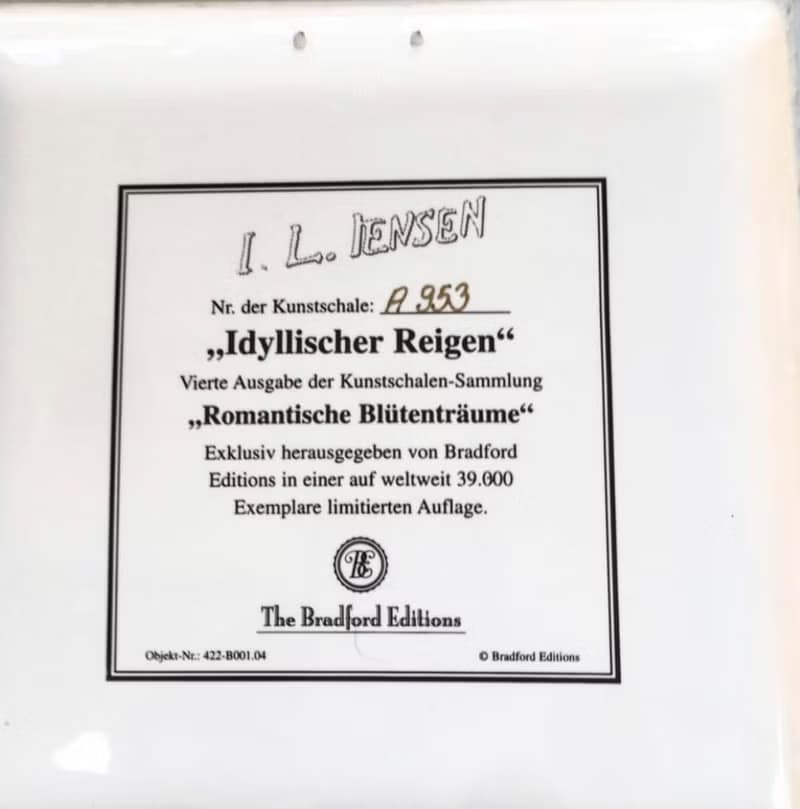 I. L. JENSEN
Nr. der Kunstschale: A 953
„Idyllischer Reigen“
Vierte Ausgabe der Kunstschalen-Sammlung
„Romantische Blütenträume“
Exklusiv herausgegeben von Bradford
Editions in einer auf weltweit 39.000
Exemplare limitierten Auflage.
BE
The Bradford Editions
Objekt-Nr.: 422-B001.04 © Bradford Editions